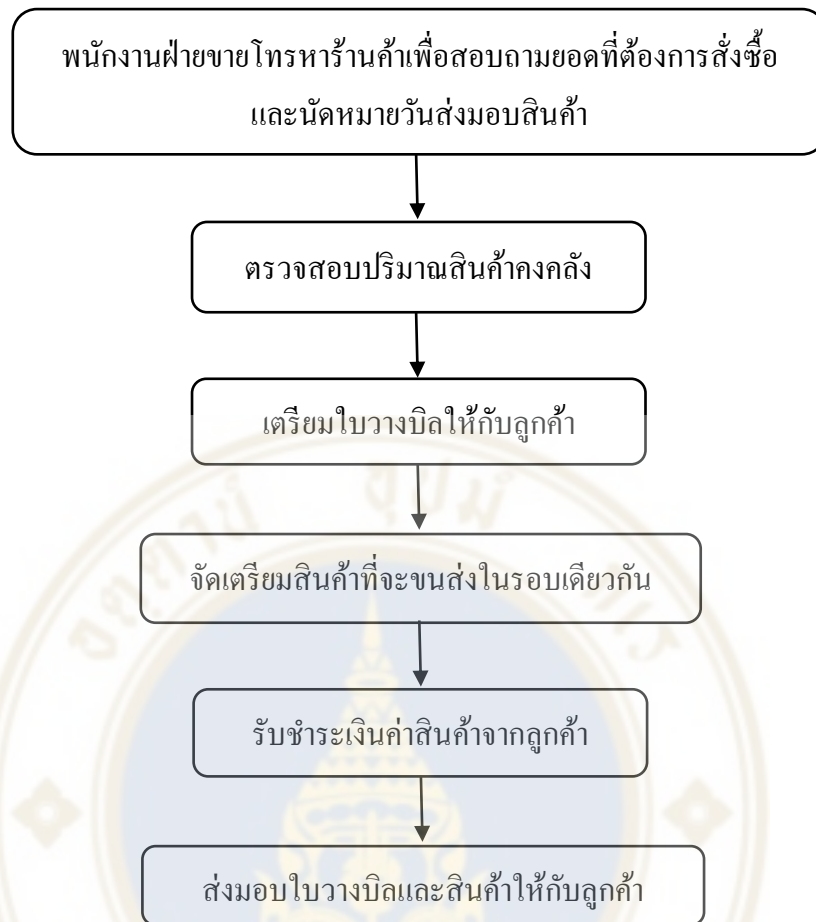 พนักงานฝ่ายขายโทรหาร้านค้าเพื่อสอบถามยอดที่ต้องการสั่งซื้อ
และนัดหมายวันส่งมอบสินค้า
ตรวจสอบปริมาณสินค้าคงคลัง
เตรียมใบวางบิลให้กับลูกค้า
จัดเตรียมสินค้าที่จะขนส่งในรอบเดียวกัน
รับชำระเงินค่าสินค้าจากลูกค้า
ส่งมอบใบวางบิลและสินค้าให้กับลูกค้า